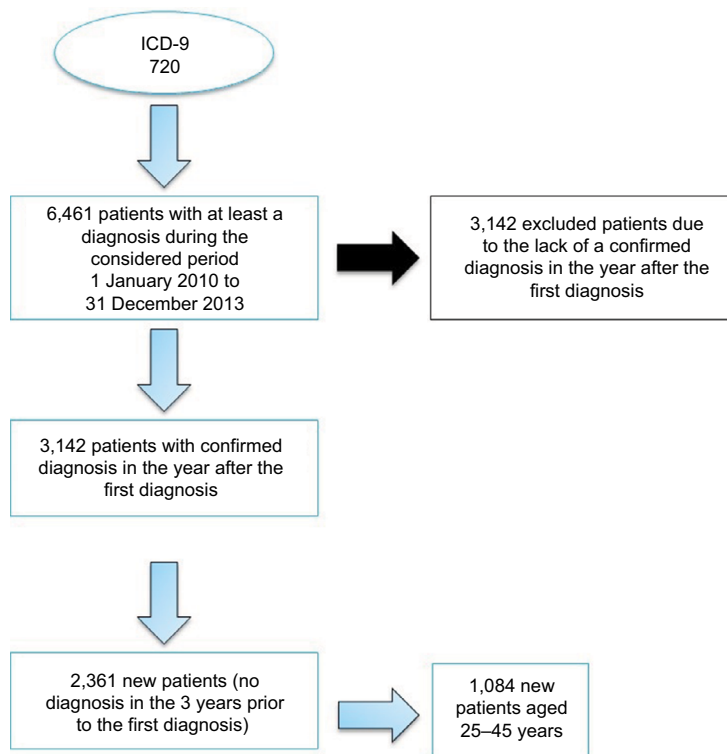 ICD-9
720
6,461 patients with at least a
diagnosis during the
considered period
1 January 2010 to
31 December 2013
3,142 excluded patients due
to the lack of a confirmed
diagnosis in the year after the
first diagnosis
3,142 patients with confirmed
diagnosis in the year after the
first diagnosis
2,361 new patients (no
diagnosis in the 3 years prior
to the first diagnosis)
1,084 new
patients aged
25–45 years